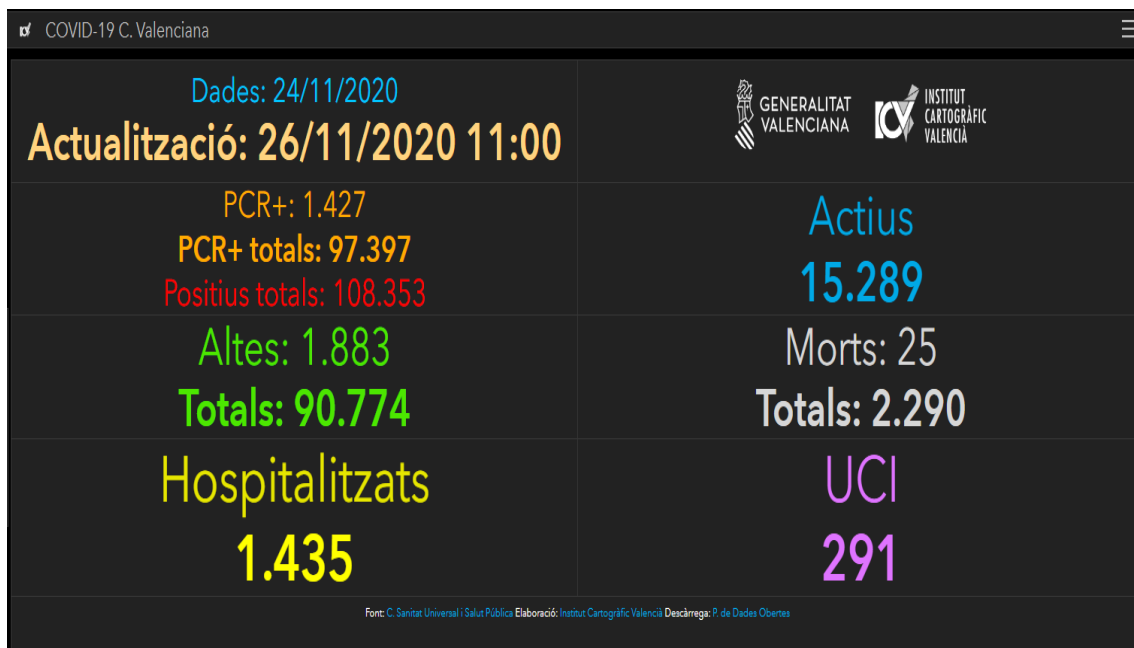 COVID-19 C. Valenciana
Dades: 24/11/2020
Actualització: 26/11/2020 11:00
GENERALITAT
VALENCIANA
INSTITUT
CARTOGRÀFIC
VALENCIÀ
PCR+: 1.427
PCR+ totals: 97.397
Positius totals: 108.353
Actius
15.289
Altes: 1.883
Totals: 90.774
Morts: 25
Totals: 2.290
Hospitalitzats
1.435
UCI
291
Font: C. Sanitat Universal i Salut Pública Elaboració: Institut Cartogràfic Valencià Descàrrega: P. de Dades Obertes